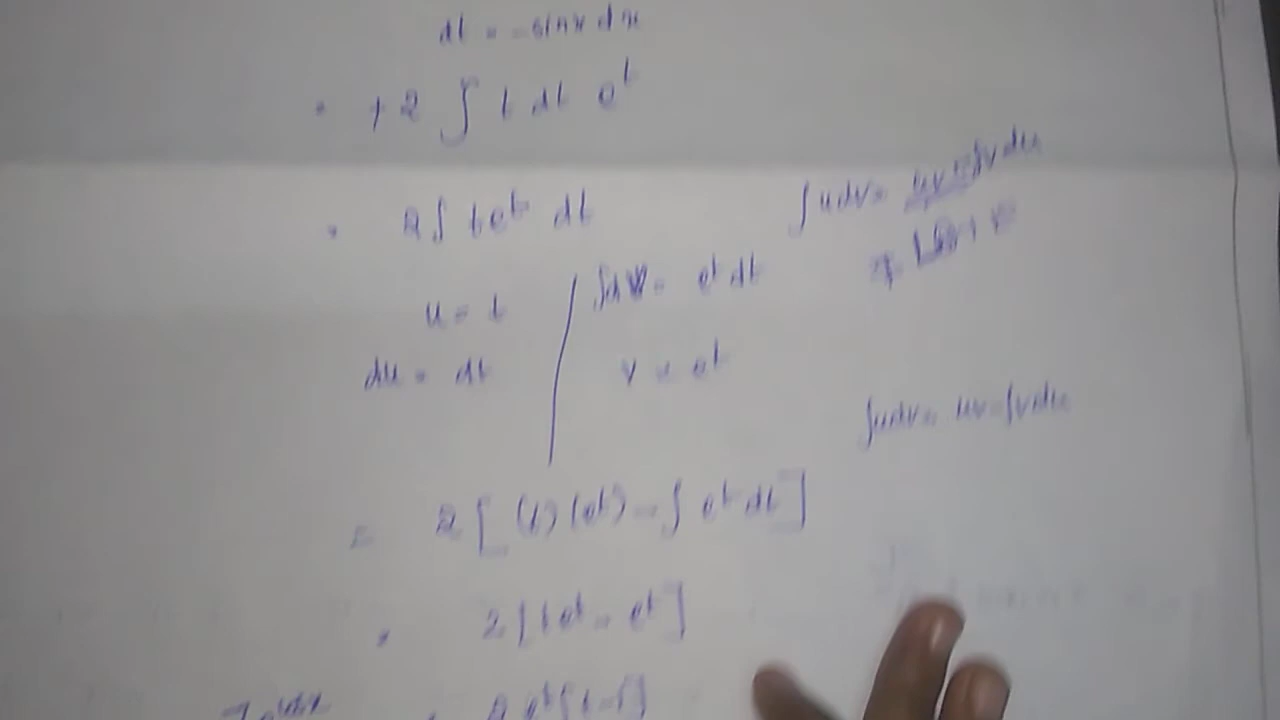 dt = -sinx dx
= +2 ∫ t dt e^t
= 2∫ te^t dt
∫udv = uv-∫vdu
u = t
∫dv = e^t dt
du = dt
v = e^t
∫udv = uv-∫vdu
= 2[(t)(e^t) - ∫ e^t dt]
= 2[te^t - e^t]
2 e^t[t-1]